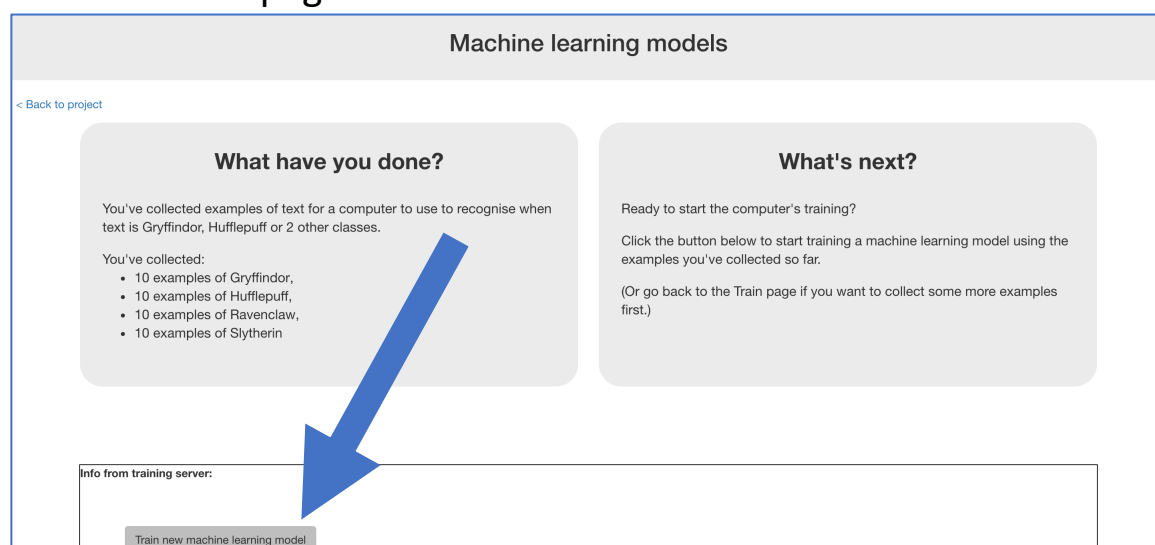 Machine learning models
< Back to project
What have you done?
You've collected examples of text for a computer to use to recognise when
text is Gryffindor, Hufflepuff or 2 other classes.
You've collected:
• 10 examples of Gryffindor,
• 10 examples of Hufflepuff,
• 10 examples of Ravenclaw,
• 10 examples of Slytherin
What's next?
Ready to start the computer's training?
Click the button below to start training a machine learning model using the
examples you've collected so far.
(Or go back to the Train page if you want to collect some more examples
first.)
Info from training server:
Train new machine learning model